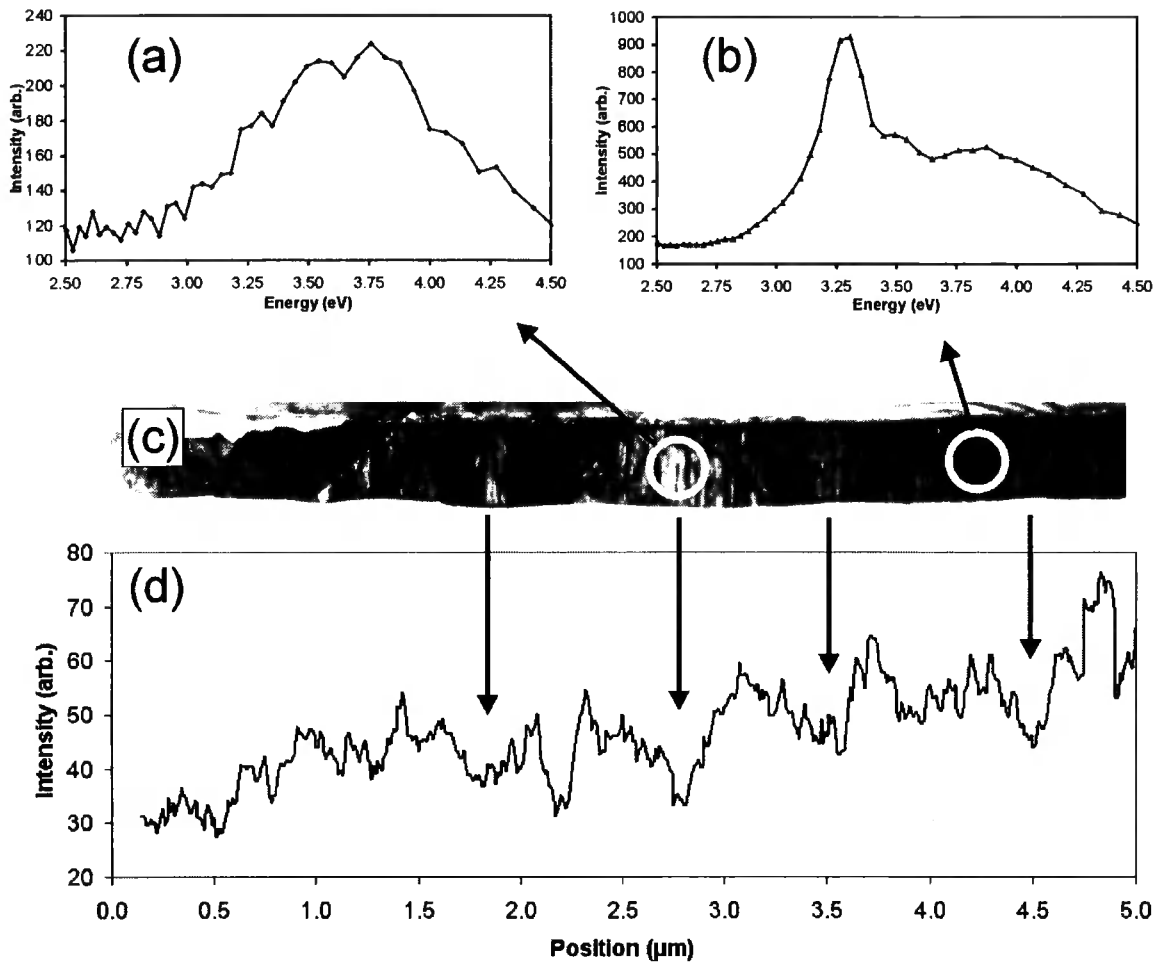 (a)
Intensity (arb.)
240
220
200
180
160
140
120
100
2.50 2.75 3.00 3.25 3.50 3.75 4.00 4.25 4.50
Energy (eV)
(b)
Intensity (arb.)
1000
900
800
700
600
500
400
300
200
100
2.50 2.75 3.00 3.25 3.50 3.75 4.00 4.25 4.50
Energy (eV)
(c)
(d)
Intensity (arb.)
80
70
60
50
40
30
20
0.0 0.5 1.0 1.5 2.0 2.5 3.0 3.5 4.0 4.5 5.0
Position (μm)